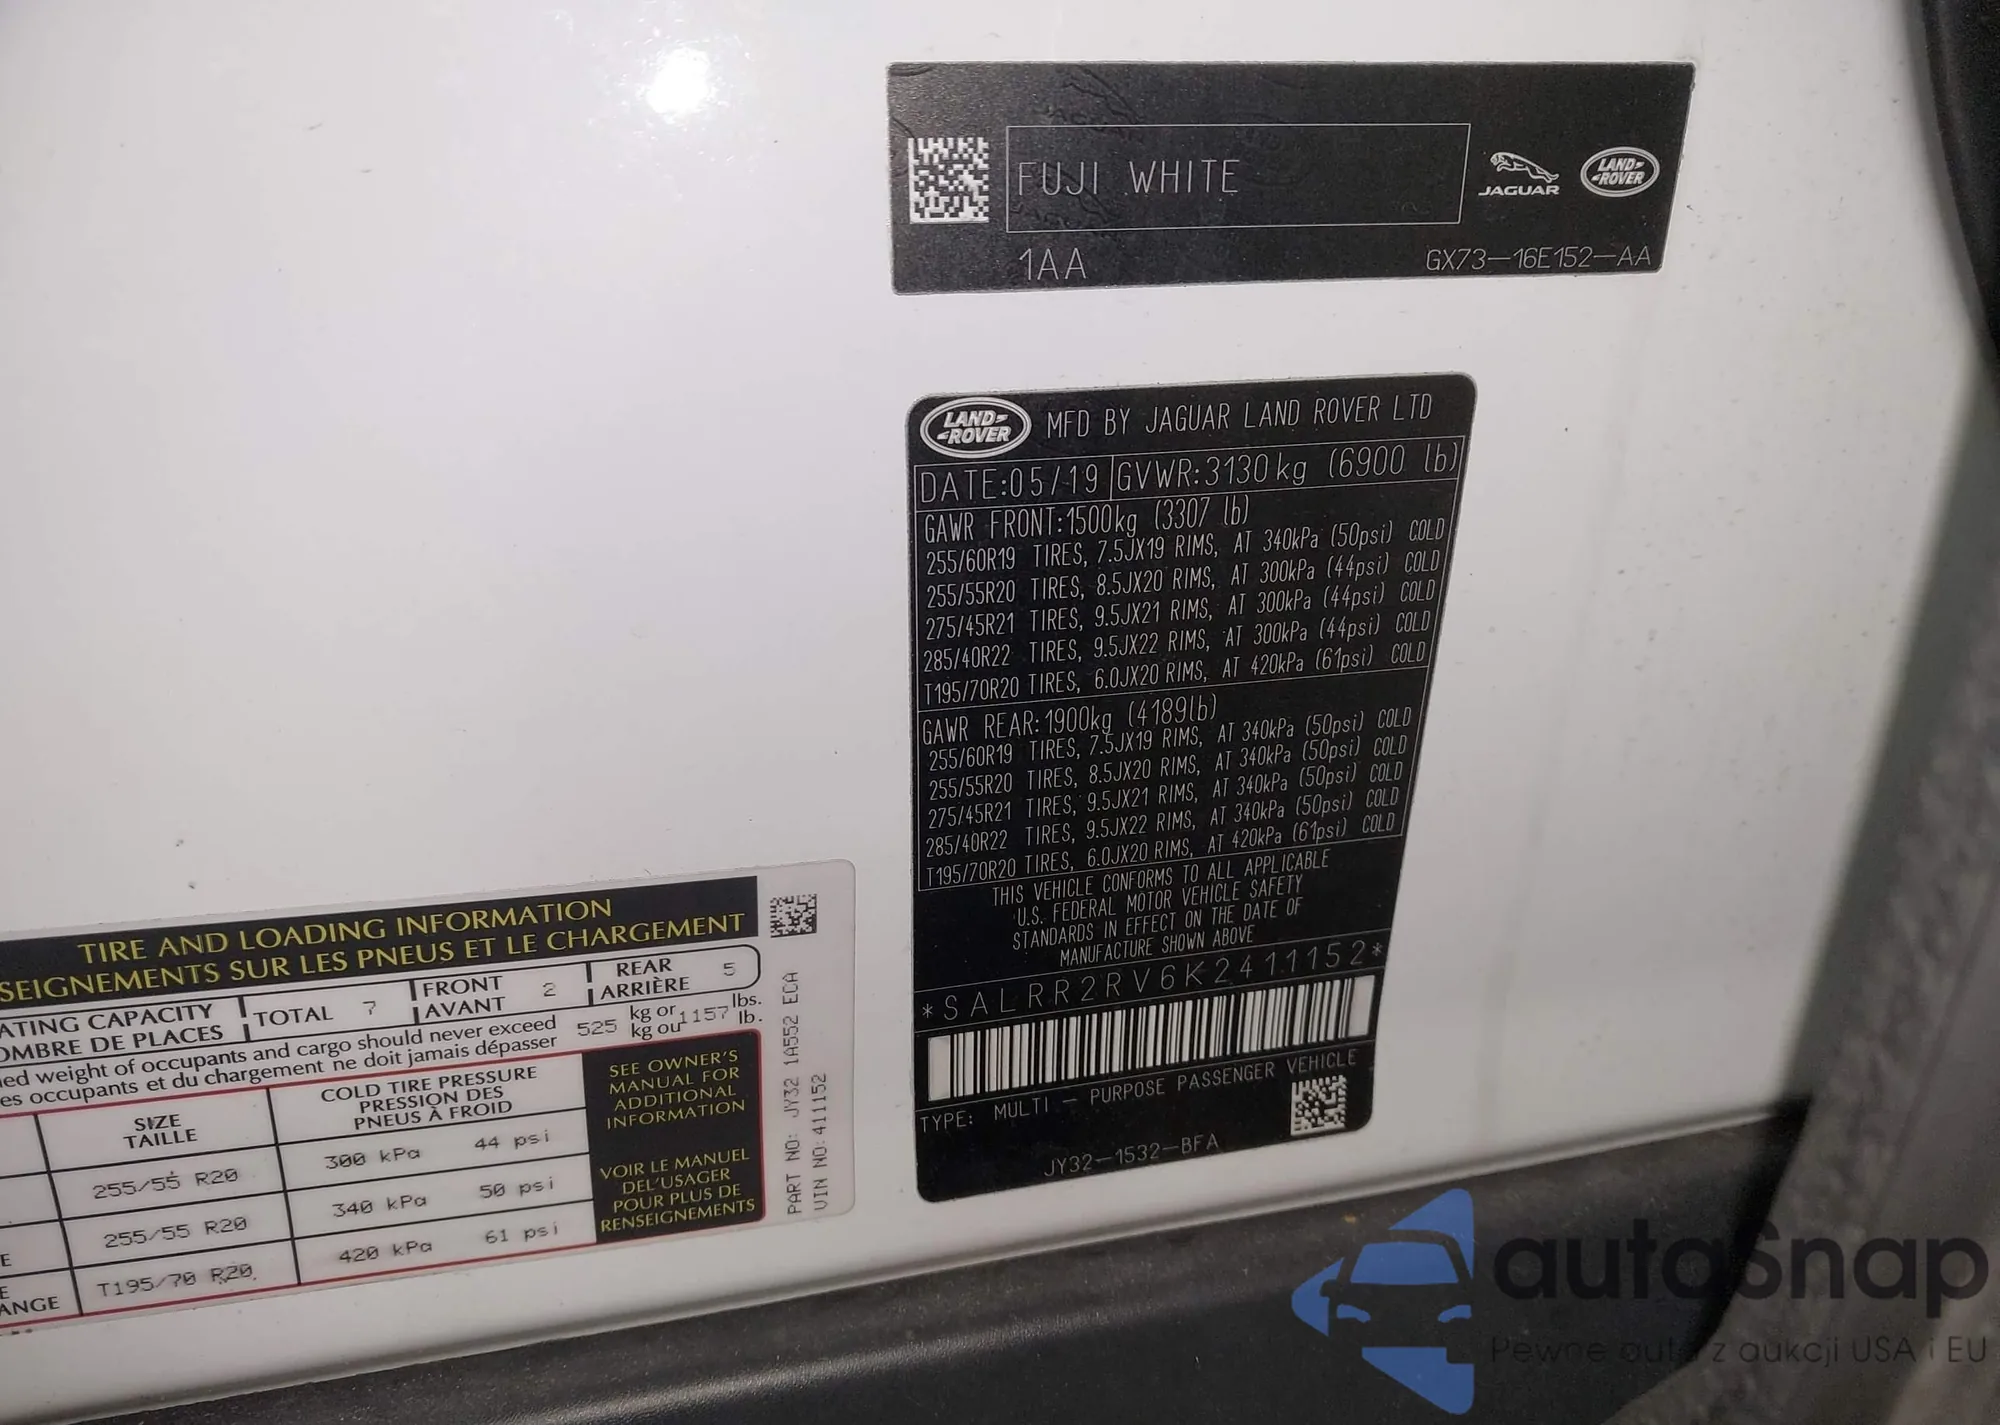 FUJI WHITE
JAGUAR
LAND-
-ROVER
1AA
GX73-16E152-AA
LAND-
-ROVER
MFD BY JAGUAR LAND ROVER LTD
DATE:05/19 GVWR:3130kg (6900 lb)
GAWR FRONT:1500kg (3307 lb)
255/60R19 TIRES, 7.5JX19 RIMS, AT 340kPa (50psi) COLD
255/55R20 TIRES, 8.5JX20 RIMS, AT 300kPa (44psi) COLD
275/45R21 TIRES, 9.5JX21 RIMS, AT 300kPa (44psi) COLD
285/40R22 TIRES, 9.5JX22 RIMS, AT 300kPa (44psi) COLD
T195/70R20 TIRES, 6.0JX20 RIMS, AT 420kPa (61psi) COLD
GAWR REAR:1900kg (4189lb)
255/60R19 TIRES, 7.5JX19 RIMS, AT 340kPa (50psi) COLD
255/55R20 TIRES, 8.5JX20 RIMS, AT 340kPa (50psi) COLD
275/45R21 TIRES, 9.5JX21 RIMS, AT 340kPa (50psi) COLD
285/40R22 TIRES, 9.5JX22 RIMS, AT 340kPa (50psi) COLD
T195/70R20 TIRES, 6.0JX20 RIMS, AT 420kPa (61psi) COLD
THIS VEHICLE CONFORMS TO ALL APPLICABLE
U.S. FEDERAL MOTOR VEHICLE SAFETY
STANDARDS IN EFFECT ON THE DATE OF
MANUFACTURE SHOWN ABOVE
*SALRR2RV6K2411152*
TYPE: MULTI - PURPOSE PASSENGER VEHICLE
JY32-1532-BFA
TIRE AND LOADING INFORMATION
SEIGNEMENTS SUR LES PNEUS ET LE CHARGEMENT
ATING CAPACITY TOTAL 7 FRONT 2 REAR 5
OMBRE DE PLACES AVANT ARRIÈRE
ned weight of occupants and cargo should never exceed 525 kg or 1157 lbs.
es occupants et du chargement ne doit jamais dépasser kg ou lb.
SIZE
TAILLE
COLD TIRE PRESSURE
PRESSION DES
PNEUS À FROID
255/55 R20 300 kPa 44 psi
E 255/55 R20 340 kPa 50 psi
E
ANGE T195/70 R20 420 kPa 61 psi
SEE OWNER'S
MANUAL FOR
ADDITIONAL
INFORMATION
VOIR LE MANUEL
DEL'USAGER
POUR PLUS DE
RENSEIGNEMENTS
PART NO: JY32 1A552 ECA
VIN NO:411152
autoSnap
Pewne auta z aukcji USA i EU